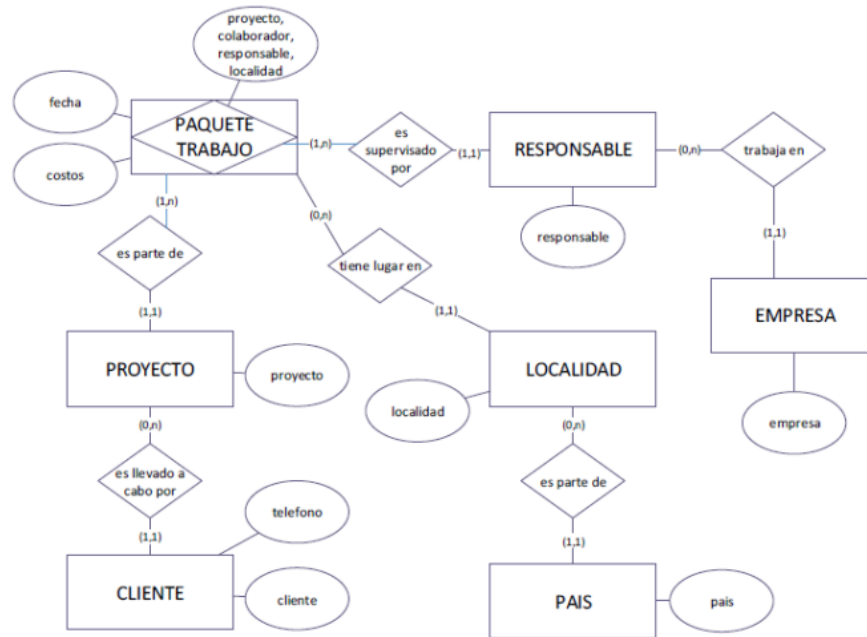 proyecto,
colaborador,
responsable,
localidad
fecha
costos
PAQUETE
TRABAJO
(1,n)
es
supervisado
por
(1,1)
RESPONSABLE
(0,n)
trabaja en
(1,n)
(0,n)
responsable
(1,1)
es parte de
tiene lugar en
(1,1)
(1,1)
EMPRESA
PROYECTO
proyecto
LOCALIDAD
localidad
empresa
(0,n)
(0,n)
es llevado a
cabo por
es parte de
telefono
(1,1)
(1,1)
CLIENTE
cliente
PAIS
pais